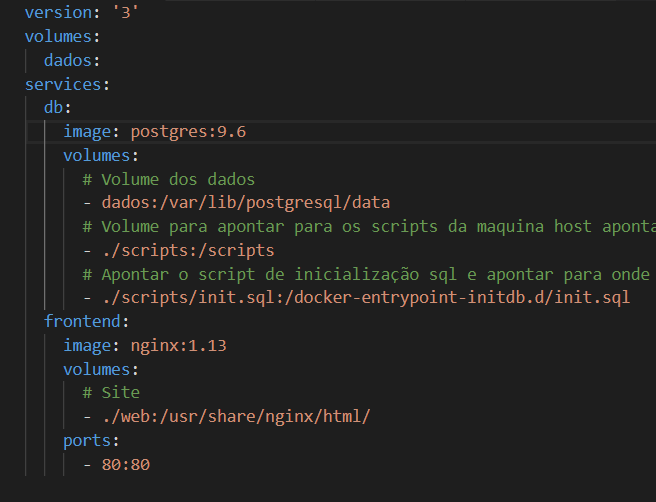 version: '3'
volumes:
  dados:
services:
  db:
    image: postgres:9.6
    volumes:
      # Volume dos dados
      - dados:/var/lib/postgresql/data
      # Volume para apontar para os scripts da maquina host aponta
      - ./scripts:/scripts
      # Apontar o script de inicialização sql e apontar para onde
      - ./scripts/init.sql:/docker-entrypoint-initdb.d/init.sql
  frontend:
    image: nginx:1.13
    volumes:
      # Site
      - ./web:/usr/share/nginx/html/
    ports:
      - 80:80